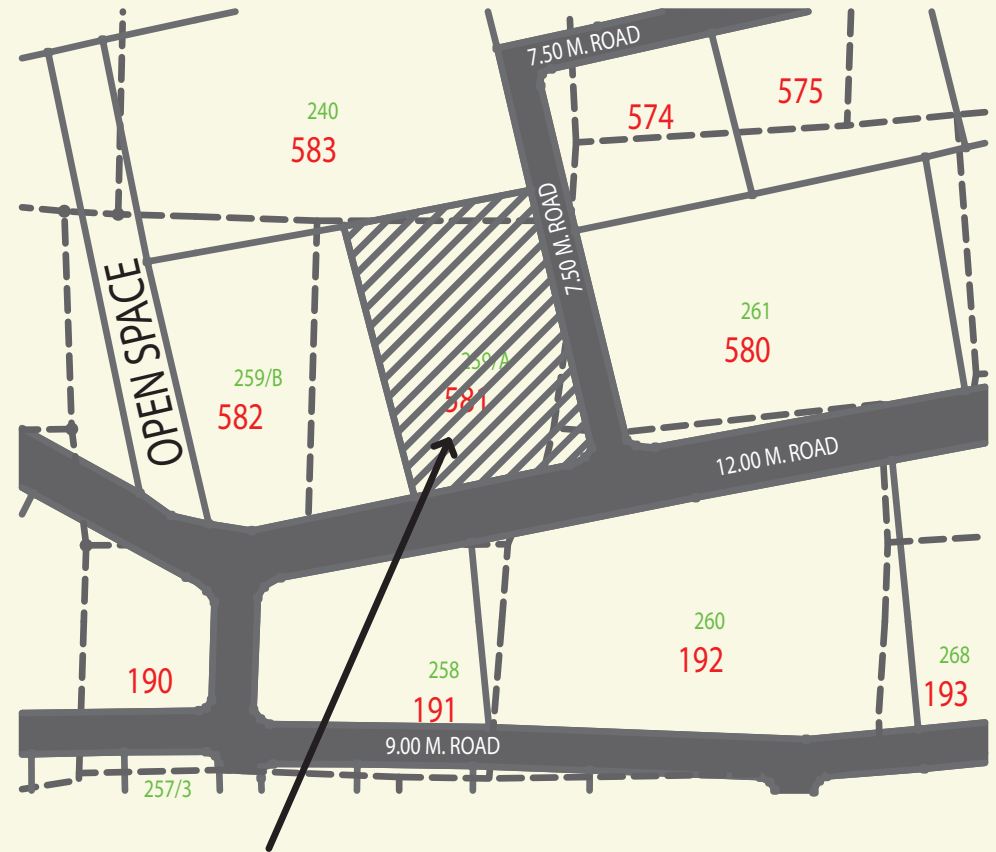 7.50 M. ROAD
575
240
574
583
7.50 M. ROAD
OPEN SPACE
261
580
259/A
259/B
581
582
12.00 M. ROAD
260
268
258
192
190
193
191
9.00 M. ROAD
257/3